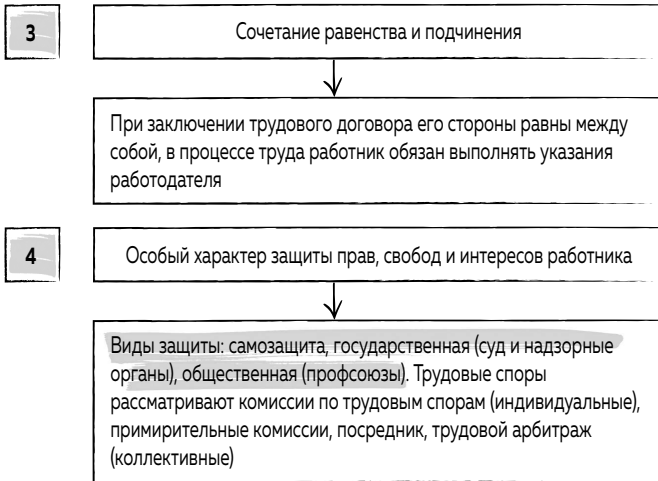 3
Сочетание равенства и подчинения
При заключении трудового договора его стороны равны между
собой, в процессе труда работник обязан выполнять указания
работодателя
4
Особый характер защиты прав, свобод и интересов работника
Виды защиты: самозащита, государственная (суд и надзорные
органы), общественная (профсоюзы). Трудовые споры
рассматривают комиссии по трудовым спорам (индивидуальные),
примирительные комиссии, посредник, трудовой арбитраж
(коллективные)